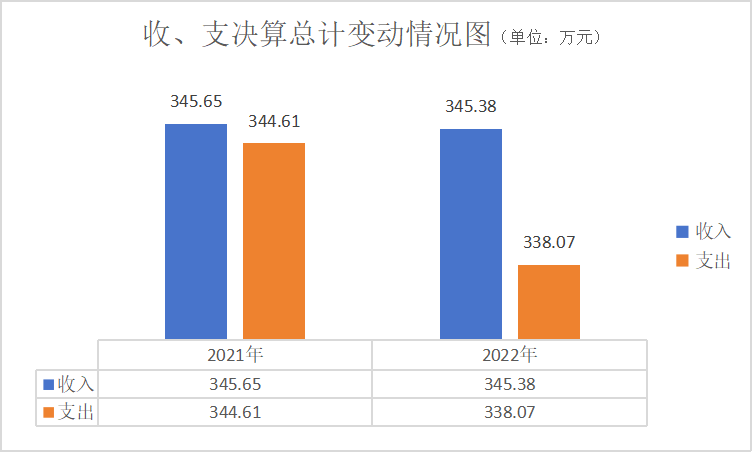 收、支决算总计变动情况图（单位：万元）
345.65
344.61
345.38
338.07
收入
支出
2021年 2022年
收入 345.65 345.38
支出 344.61 338.07